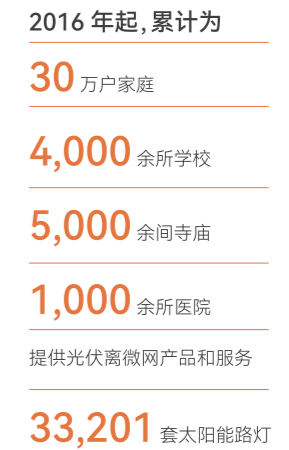 2016 年起,累计为
30 万户家庭
4,000 余所学校
5,000 余间寺庙
1,000 余所医院
提供光伏离微网产品和服务
33,201 套太阳能路灯